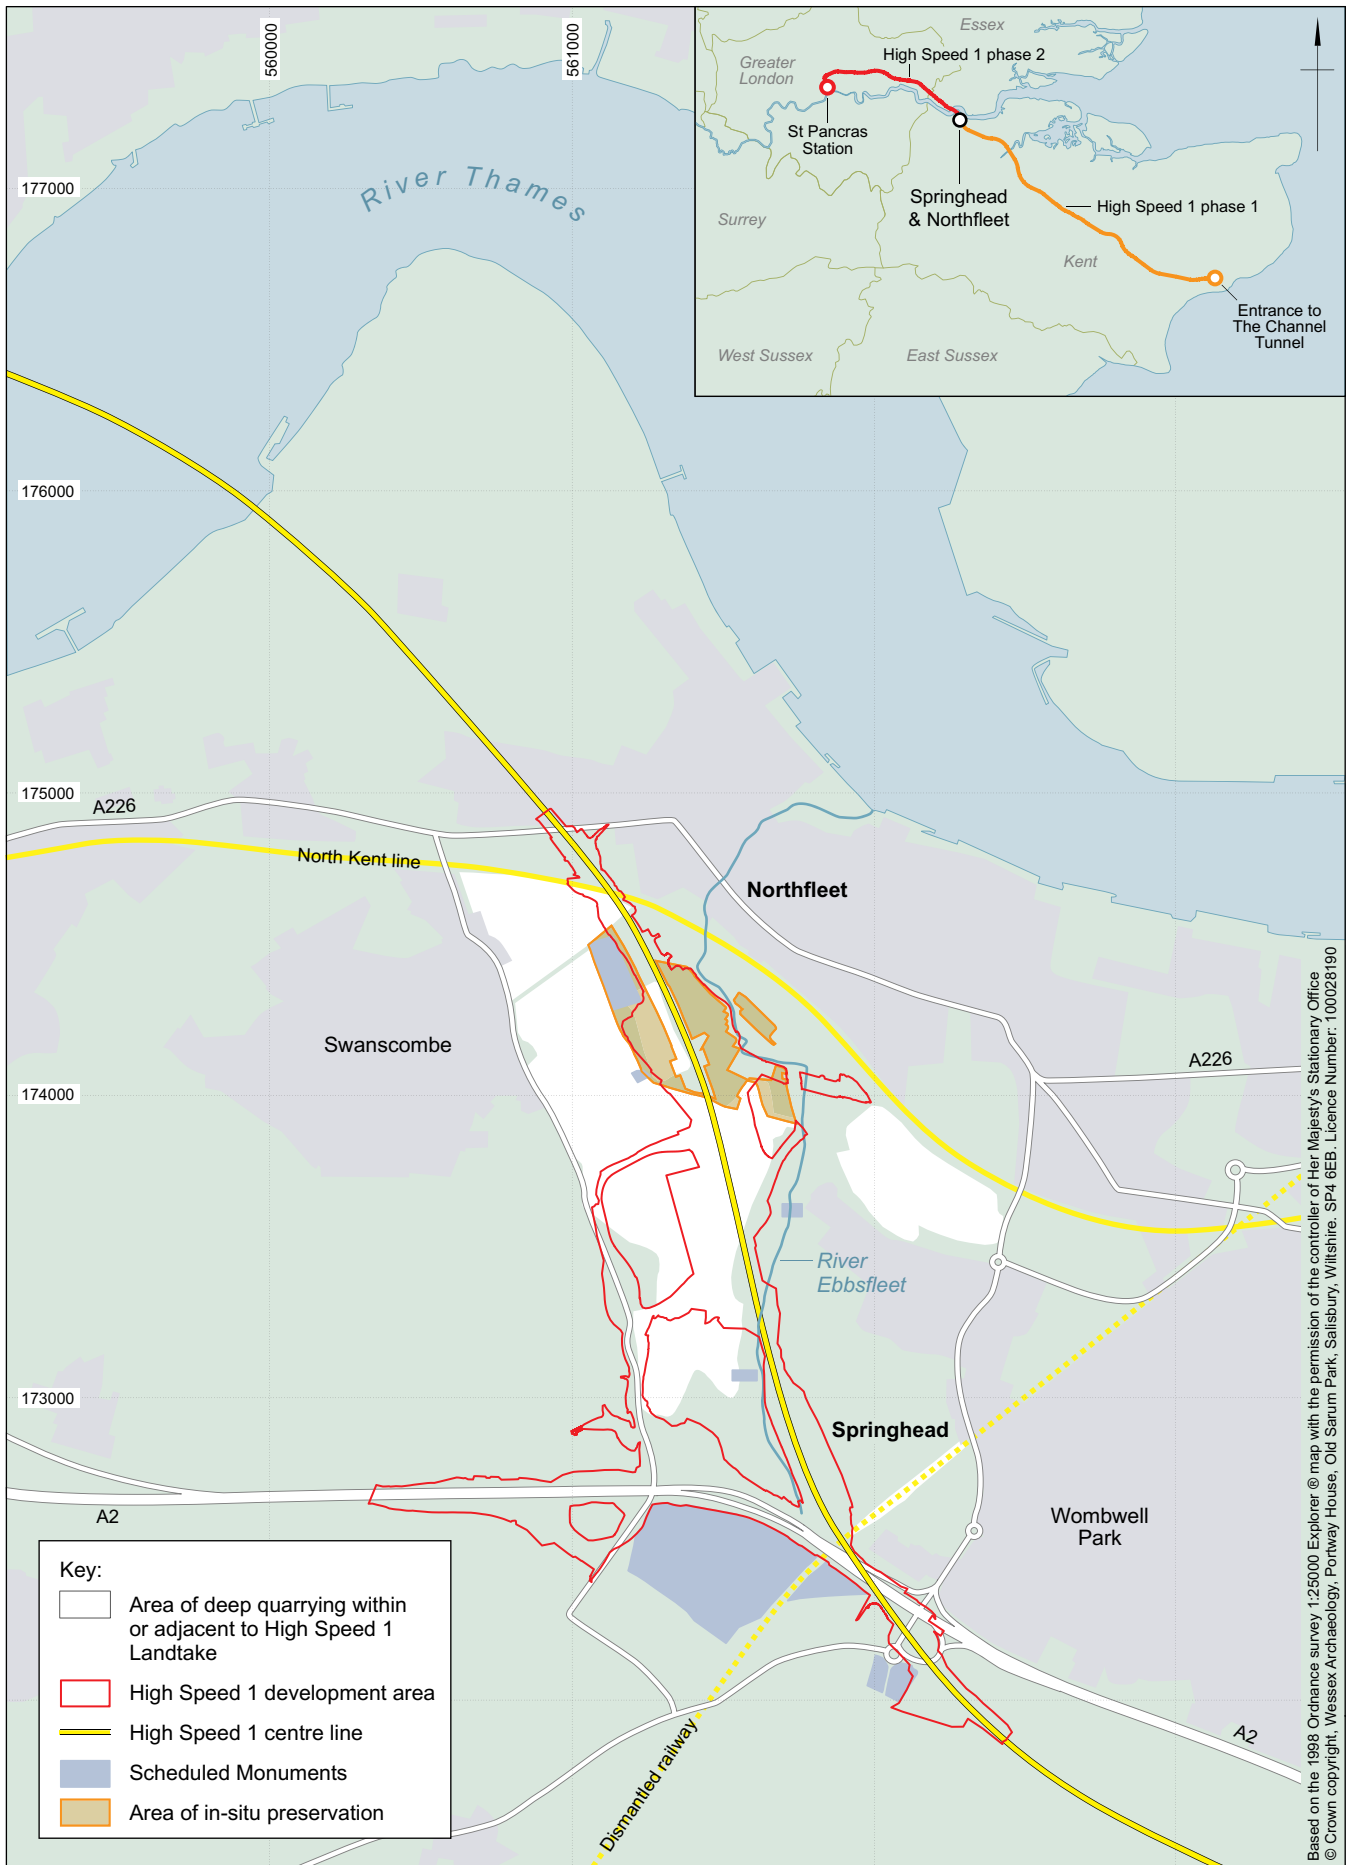 560000
561000
177000
176000
175000
174000
173000
River Thames
Essex
Greater
London
High Speed 1 phase 2
St Pancras
Station
Springhead
& Northfleet
High Speed 1 phase 1
Surrey
Kent
Entrance to
The Channel
Tunnel
West Sussex
East Sussex
A226
North Kent line
Northfleet
Swanscombe
A226
River
Ebbsfleet
Springhead
Wombwell
Park
A2
A2
Dismantled railway
Key:
Area of deep quarrying within
or adjacent to High Speed 1
Landtake
High Speed 1 development area
High Speed 1 centre line
Scheduled Monuments
Area of in-situ preservation
Based on the 1998 Ordnance survey 1:25000 Explorer ® map with the permission of the controller of Her Majesty's Stationary Office
© Crown copyright, Wessex Archaeology, Portway House, Old Sarum Park, Salisbury, Wiltshire. SP4 6EB. Licence Number: 100028190